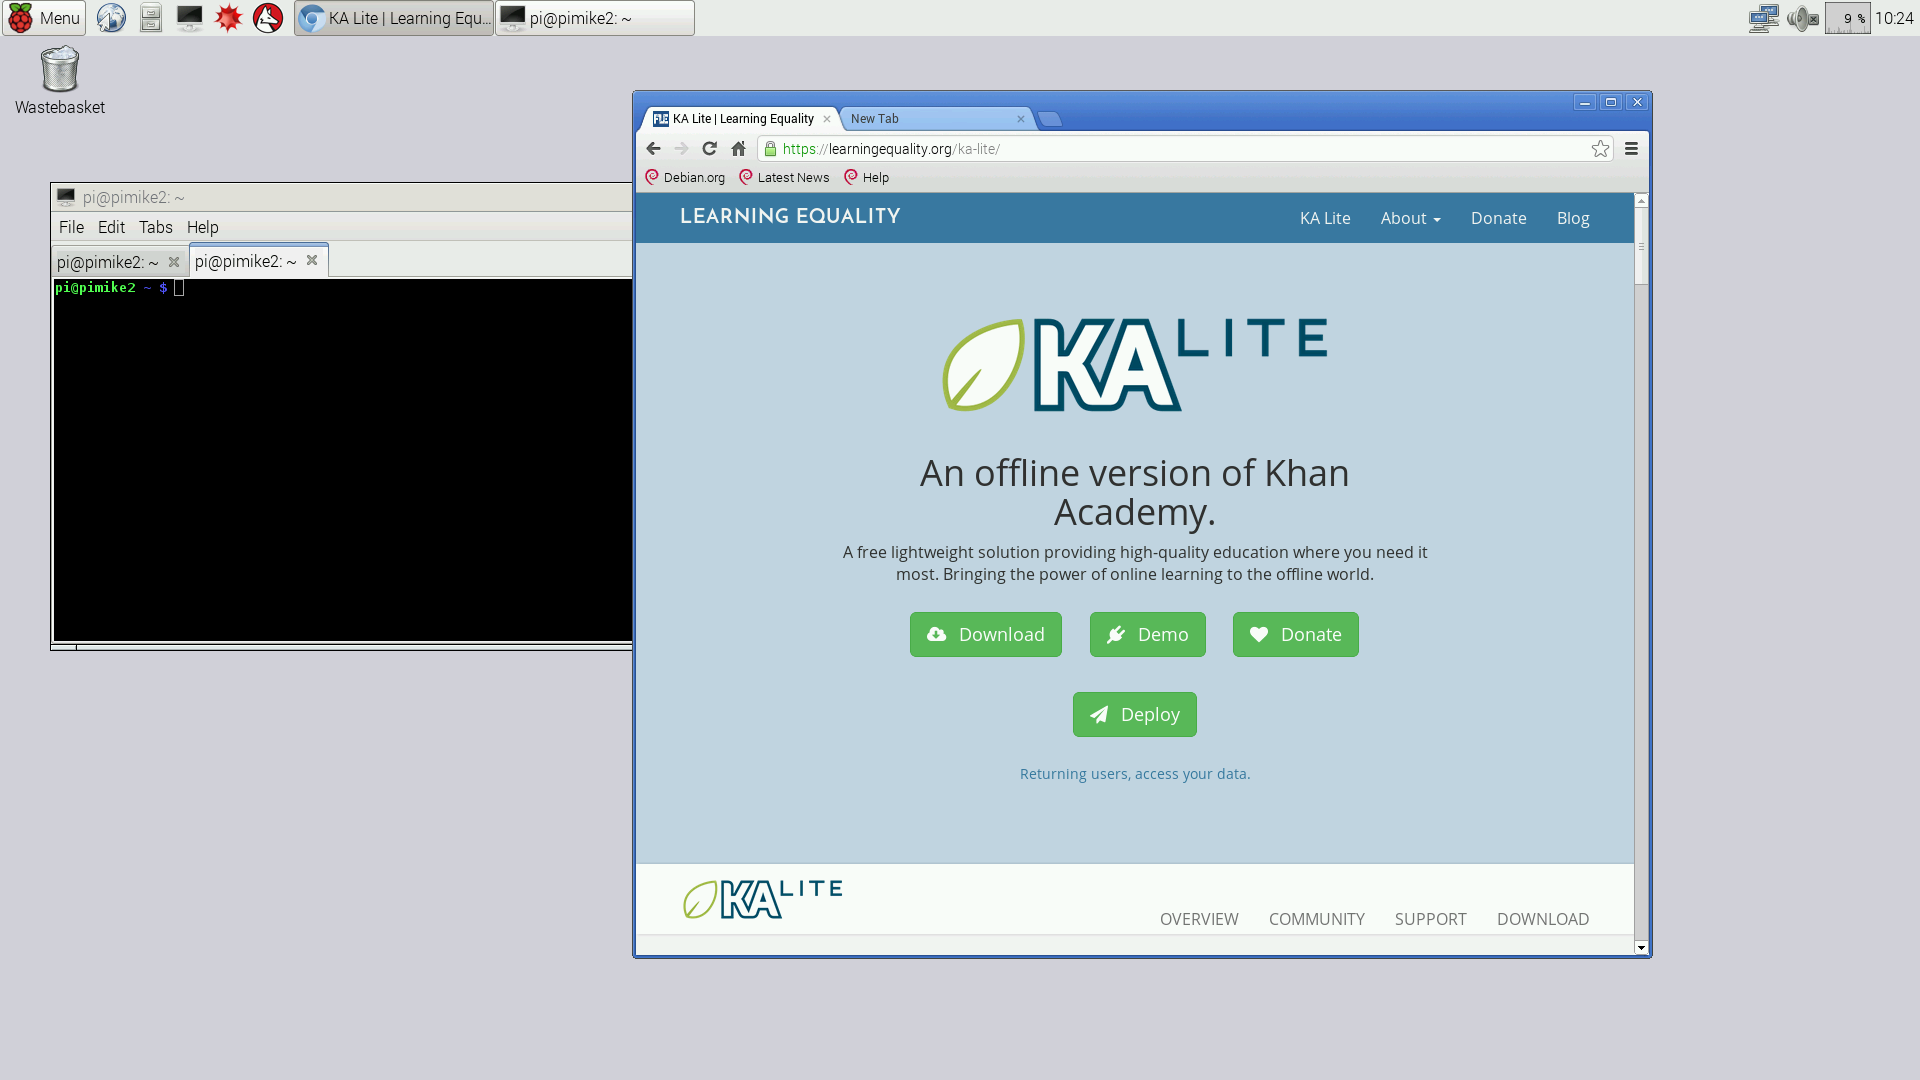 Menu
KA Lite | Learning Equ...
pi@pimike2: ~
9 %
10:24
Wastebasket
pi@pimike2: ~
File Edit Tabs Help
pi@pimike2: ~
pi@pimike2: ~
pi@pimike2 ~ $
KA Lite | Learning Equality
New Tab
https://learningequality.org/ka-lite/
Debian.org
Latest News
Help
LEARNING EQUALITY
KA Lite About Donate Blog
KA LITE
An offline version of Khan
Academy.
A free lightweight solution providing high-quality education where you need it
most. Bringing the power of online learning to the offline world.
Download
Demo
Donate
Deploy
Returning users, access your data.
KA LITE
OVERVIEW COMMUNITY SUPPORT DOWNLOAD